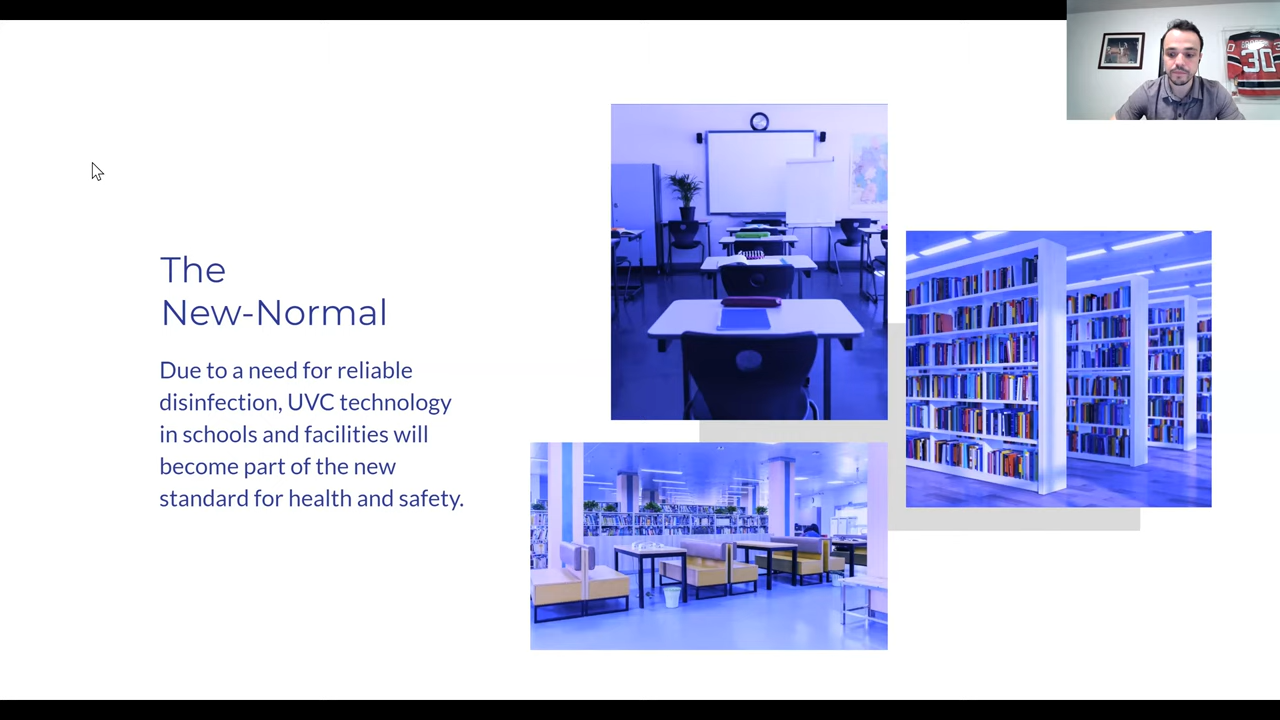 The
New-Normal
Due to a need for reliable
disinfection, UVC technology
in schools and facilities will
become part of the new
standard for health and safety.
30